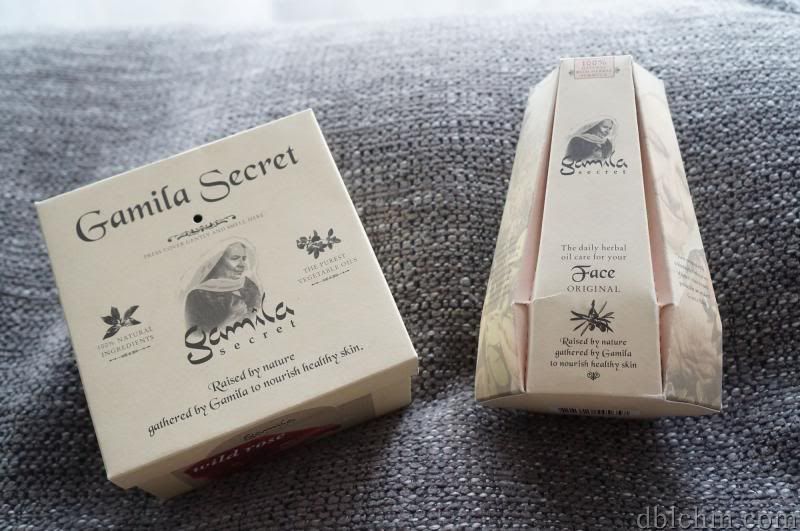 Gamila Secret
PRESS COVER GENTLY AND SMELL HERE
100% NATURAL
INGREDIENTS
THE PUREST
VEGETABLE OILS
gamila
secret
Raised by nature
gathered by Gamila to nourish healthy skin.
wild rose
100%
gamila
secret
The daily herbal
oil care for your
Face
ORIGINAL
Raised by nature
gathered by Gamila
to nourish healthy skin
dblchin.com